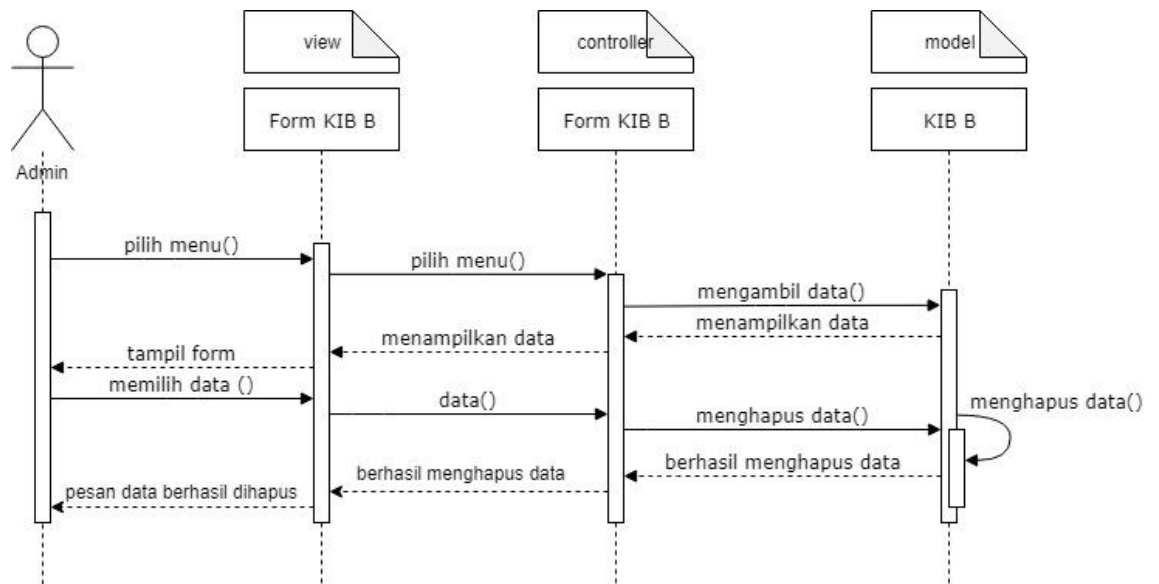 view
controller
model
Form KIB B
Form KIB B
KIB B
Admin
pilih menu()
pilih menu()
mengambil data()
menampilkan data
menampilkan data
tampil form
memilih data ()
data()
menghapus data()
menghapus data()
berhasil menghapus data
berhasil menghapus data
pesan data berhasil dihapus